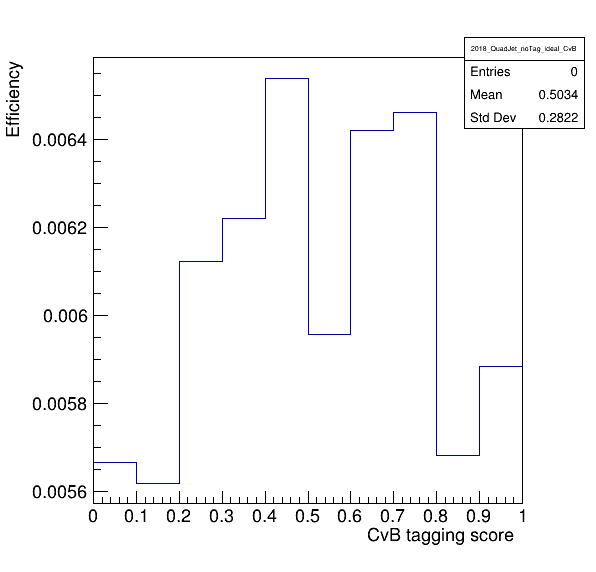 2018_QuadJet_noTag_ideal_CvB
Entries 0
Mean 0.5034
Std Dev 0.2822
Efficiency
0.0064
0.0062
0.006
0.0058
0.0056
0 0.1 0.2 0.3 0.4 0.5 0.6 0.7 0.8 0.9 1
CvB tagging score